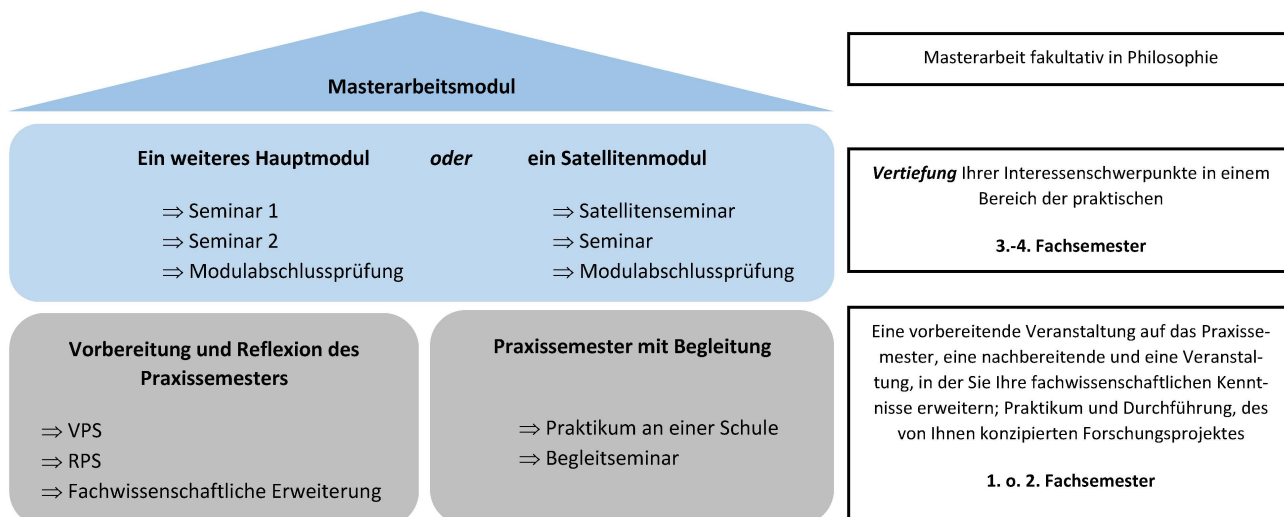 Masterarbeitsmodul
Masterarbeit fakultativ in Philosophie
Ein weiteres Hauptmodul oder ein Satellitenmodul
⇒ Seminar 1
⇒ Seminar 2
⇒ Modulabschlussprüfung
⇒ Satellitenseminar
⇒ Seminar
⇒ Modulabschlussprüfung
Vertiefung Ihrer Interessenschwerpunkte in einem
Bereich der praktischen
3.-4. Fachsemester
Vorbereitung und Reflexion des
Praxissemesters
⇒ VPS
⇒ RPS
⇒ Fachwissenschaftliche Erweiterung
Praxissemester mit Begleitung
⇒ Praktikum an einer Schule
⇒ Begleitseminar
Eine vorbereitende Veranstaltung auf das Praxisse-
mester, eine nachbereitende und eine Veranstal-
tung, in der Sie Ihre fachwissenschaftlichen Kennt-
nisse erweitern; Praktikum und Durchführung, des
von Ihnen konzipierten Forschungsprojektes
1. o. 2. Fachsemester